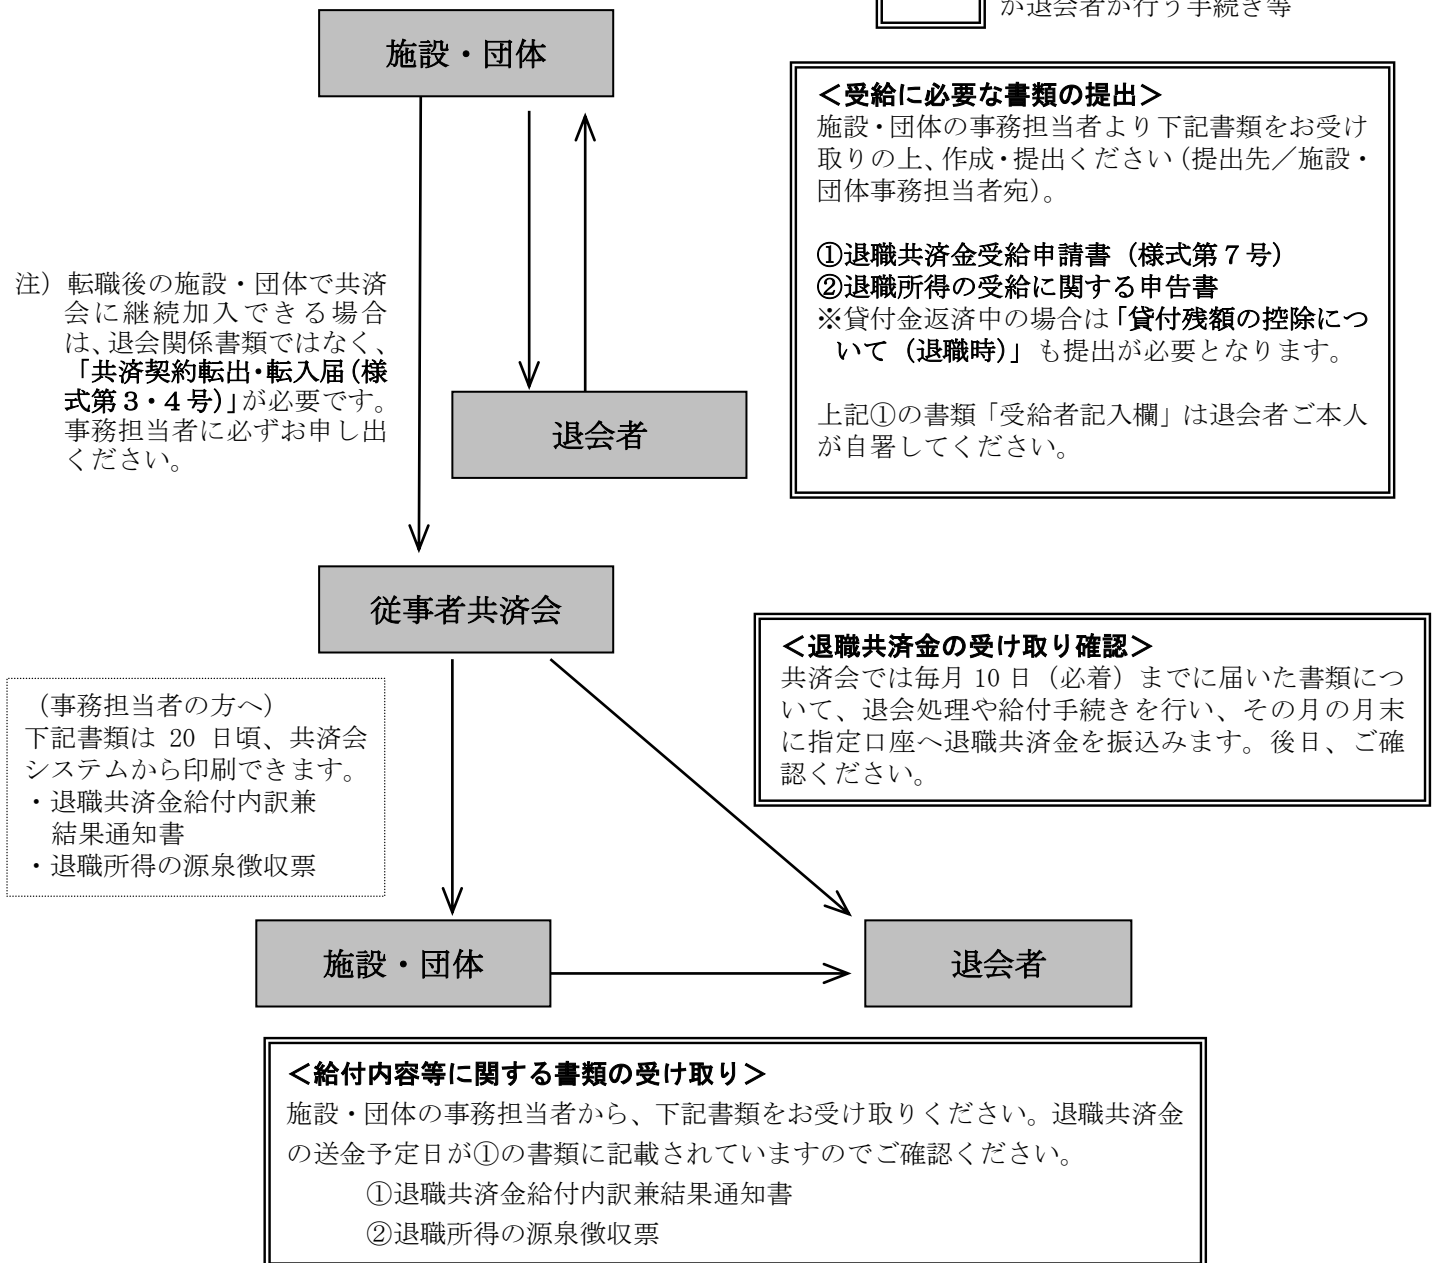 が退会者が行う手続き等
施設・団体
＜受給に必要な書類の提出＞
施設・団体の事務担当者より下記書類をお受け
取りの上、作成・提出ください（提出先／施設・
団体事務担当者宛）。
①退職共済金受給申請書（様式第７号）
②退職所得の受給に関する申告書
※貸付金返済中の場合は「貸付残額の控除につ
いて（退職時）」も提出が必要となります。
上記①の書類「受給者記入欄」は退会者ご本人
が自署してください。
注）転職後の施設・団体で共済
会に継続加入できる場合
は、退会関係書類ではなく、
「共済契約転出・転入届（様
式第３・４号）」が必要です。
事務担当者に必ずお申し出
ください。
退会者
従事者共済会
＜退職共済金の受け取り確認＞
共済会では毎月 10 日（必着）までに届いた書類につ
いて、退会処理や給付手続きを行い、その月の月末
に指定口座へ退職共済金を振込みます。後日、ご確
認ください。
（事務担当者の方へ）
下記書類は 20 日頃、共済会
システムから印刷できます。
・退職共済金給付内訳兼
結果通知書
・退職所得の源泉徴収票
施設・団体
退会者
＜給付内容等に関する書類の受け取り＞
施設・団体の事務担当者から、下記書類をお受け取りください。退職共済金
の送金予定日が①の書類に記載されていますのでご確認ください。
①退職共済金給付内訳兼結果通知書
②退職所得の源泉徴収票